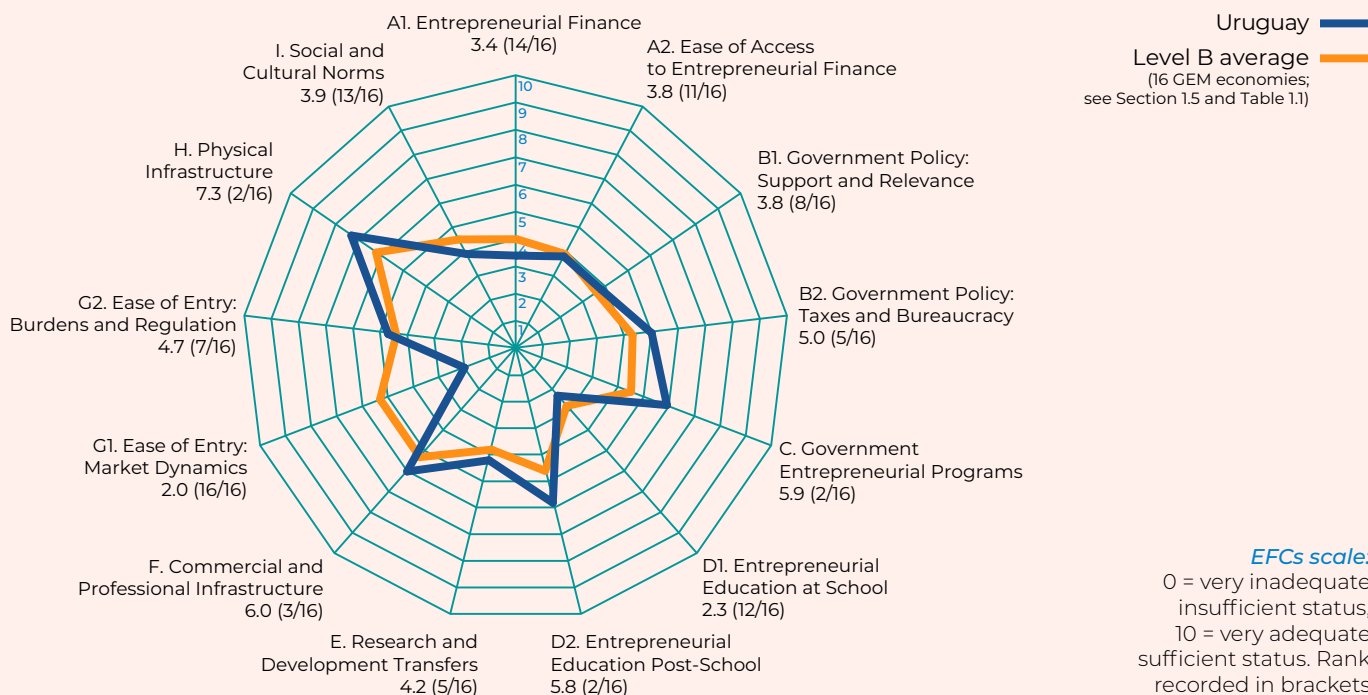 A1. Entrepreneurial Finance
3.4 (14/16)
A2. Ease of Access
to Entrepreneurial Finance
3.8 (11/16)
B1. Government Policy:
Support and Relevance
3.8 (8/16)
B2. Government Policy:
Taxes and Bureaucracy
5.0 (5/16)
C. Government
Entrepreneurial Programs
5.9 (2/16)
D1. Entrepreneurial
Education at School
2.3 (12/16)
D2. Entrepreneurial
Education Post-School
5.8 (2/16)
E. Research and
Development Transfers
4.2 (5/16)
F. Commercial and
Professional Infrastructure
6.0 (3/16)
G1. Ease of Entry:
Market Dynamics
2.0 (16/16)
G2. Ease of Entry:
Burdens and Regulation
4.7 (7/16)
H. Physical
Infrastructure
7.3 (2/16)
I. Social and
Cultural Norms
3.9 (13/16)
10
9
8
7
6
5
4
3
2
1
Uruguay
Level B average
(16 GEM economies;
see Section 1.5 and Table 1.1)
EFCs scale:
0 = very inadequate
insufficient status,
10 = very adequate
sufficient status. Rank
recorded in brackets